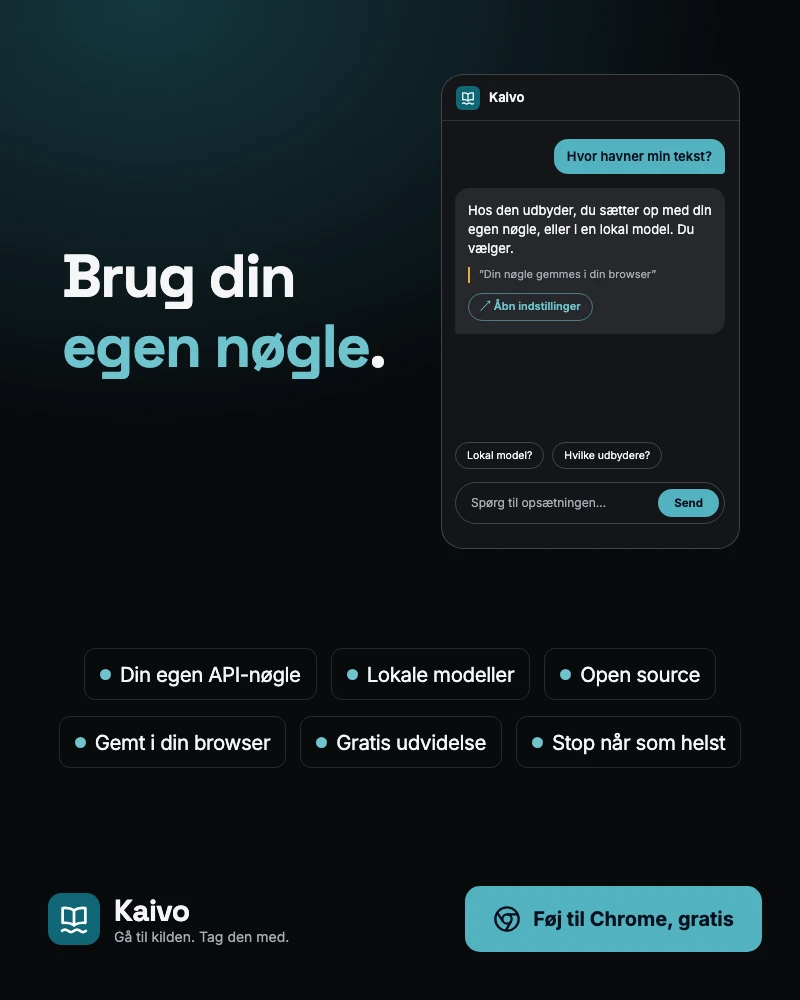 Kaivo
Hvor havner min tekst?
Hos den udbyder, du sætter op med din
egen nøgle, eller i en lokal model. Du
vælger.
"Din nøgle gemmes i din browser"
↗ Åbn indstillinger
Brug din
egen nøgle.
Lokal model?
Hvilke udbydere?
Spørg til opsætningen...
Send
Din egen API-nøgle
Lokale modeller
Open source
Gemt i din browser
Gratis udvidelse
Stop når som helst
Kaivo
Gå til kilden. Tag den med.
Føj til Chrome, gratis